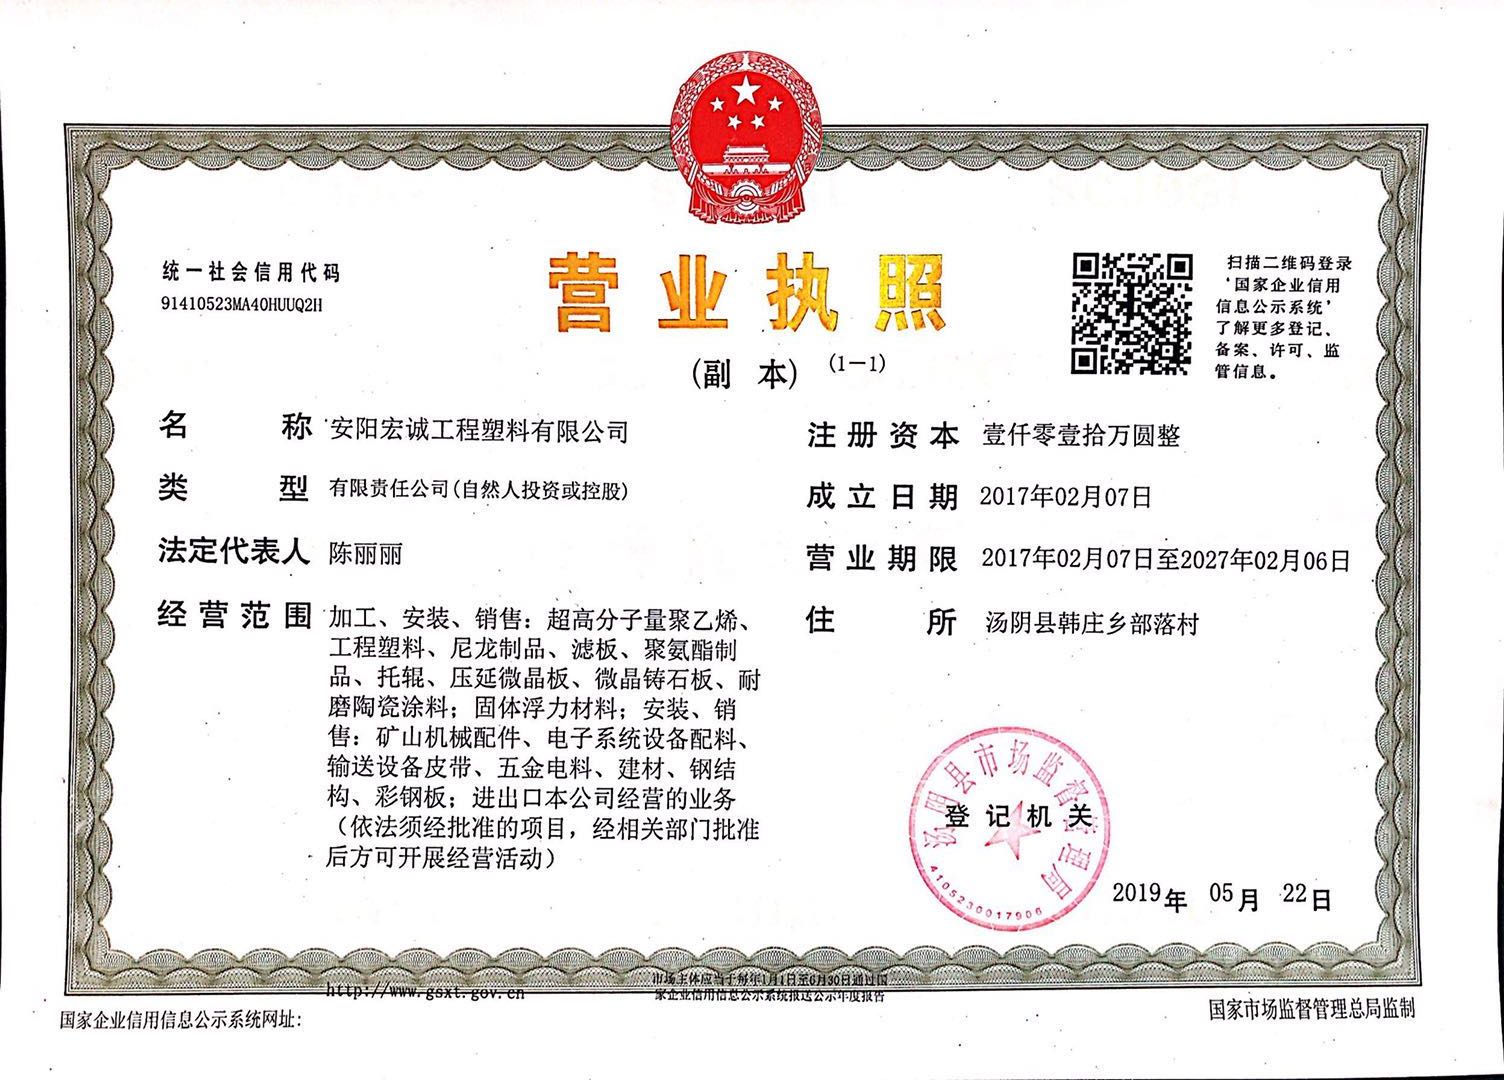 统一社会信用代码
91410523MA40HUUQ2H
营业执照
(副 本) (1-1)
扫描二维码登录
‘国家企业信用
信息公示系统’
了解更多登记、
备案、许可、监
管信息。
名 称 安阳宏诚工程塑料有限公司
类 型 有限责任公司(自然人投资或控股)
法定代表人 陈丽丽
经营范围 加工、安装、销售：超高分子量聚乙烯、
工程塑料、尼龙制品、滤板、聚氨酯制
品、托辊、压延微晶板、微晶铸石板、耐
磨陶瓷涂料；固体浮力材料；安装、销
售：矿山机械配件、电子系统设备配料、
输送设备皮带、五金电料、建材、钢结
构、彩钢板；进出口本公司经营的业务
（依法须经批准的项目，经相关部门批准
后方可开展经营活动）
注册资本 壹仟零壹拾万圆整
成立日期 2017年02月07日
营业期限 2017年02月07日至2027年02月06日
住 所 汤阴县韩庄乡部落村
汤阴县市场监督管理局
登记机关
4105230017906
2019年 05月 22日
http://www.gsxt.gov.cn
市场主体应当于每年1月1日至6月30日通过国
家企业信用信息公示系统报送公示年度报告
国家企业信用信息公示系统网址：
国家市场监督管理总局监制